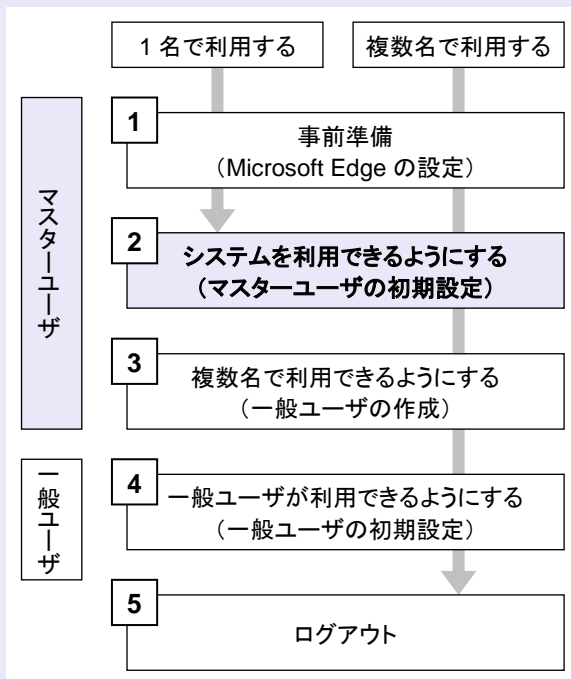 1 名で利用する
複数名で利用する
マスターユーザ
1
事前準備
（Microsoft Edge の設定）
2
システムを利用できるようにする
（マスターユーザの初期設定）
3
複数名で利用できるようにする
（一般ユーザの作成）
一般ユーザ
4
一般ユーザが利用できるようにする
（一般ユーザの初期設定）
5
ログアウト